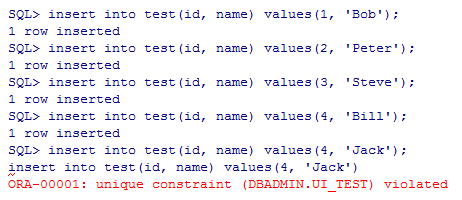 SQL> insert into test(id, name) values(1, 'Bob');
1 row inserted
SQL> insert into test(id, name) values(2, 'Peter');
1 row inserted
SQL> insert into test(id, name) values(3, 'Steve');
1 row inserted
SQL> insert into test(id, name) values(4, 'Bill');
1 row inserted
SQL> insert into test(id, name) values(4, 'Jack');
insert into test(id, name) values(4, 'Jack')
ORA-00001: unique constraint (DBADMIN.UI_TEST) violated